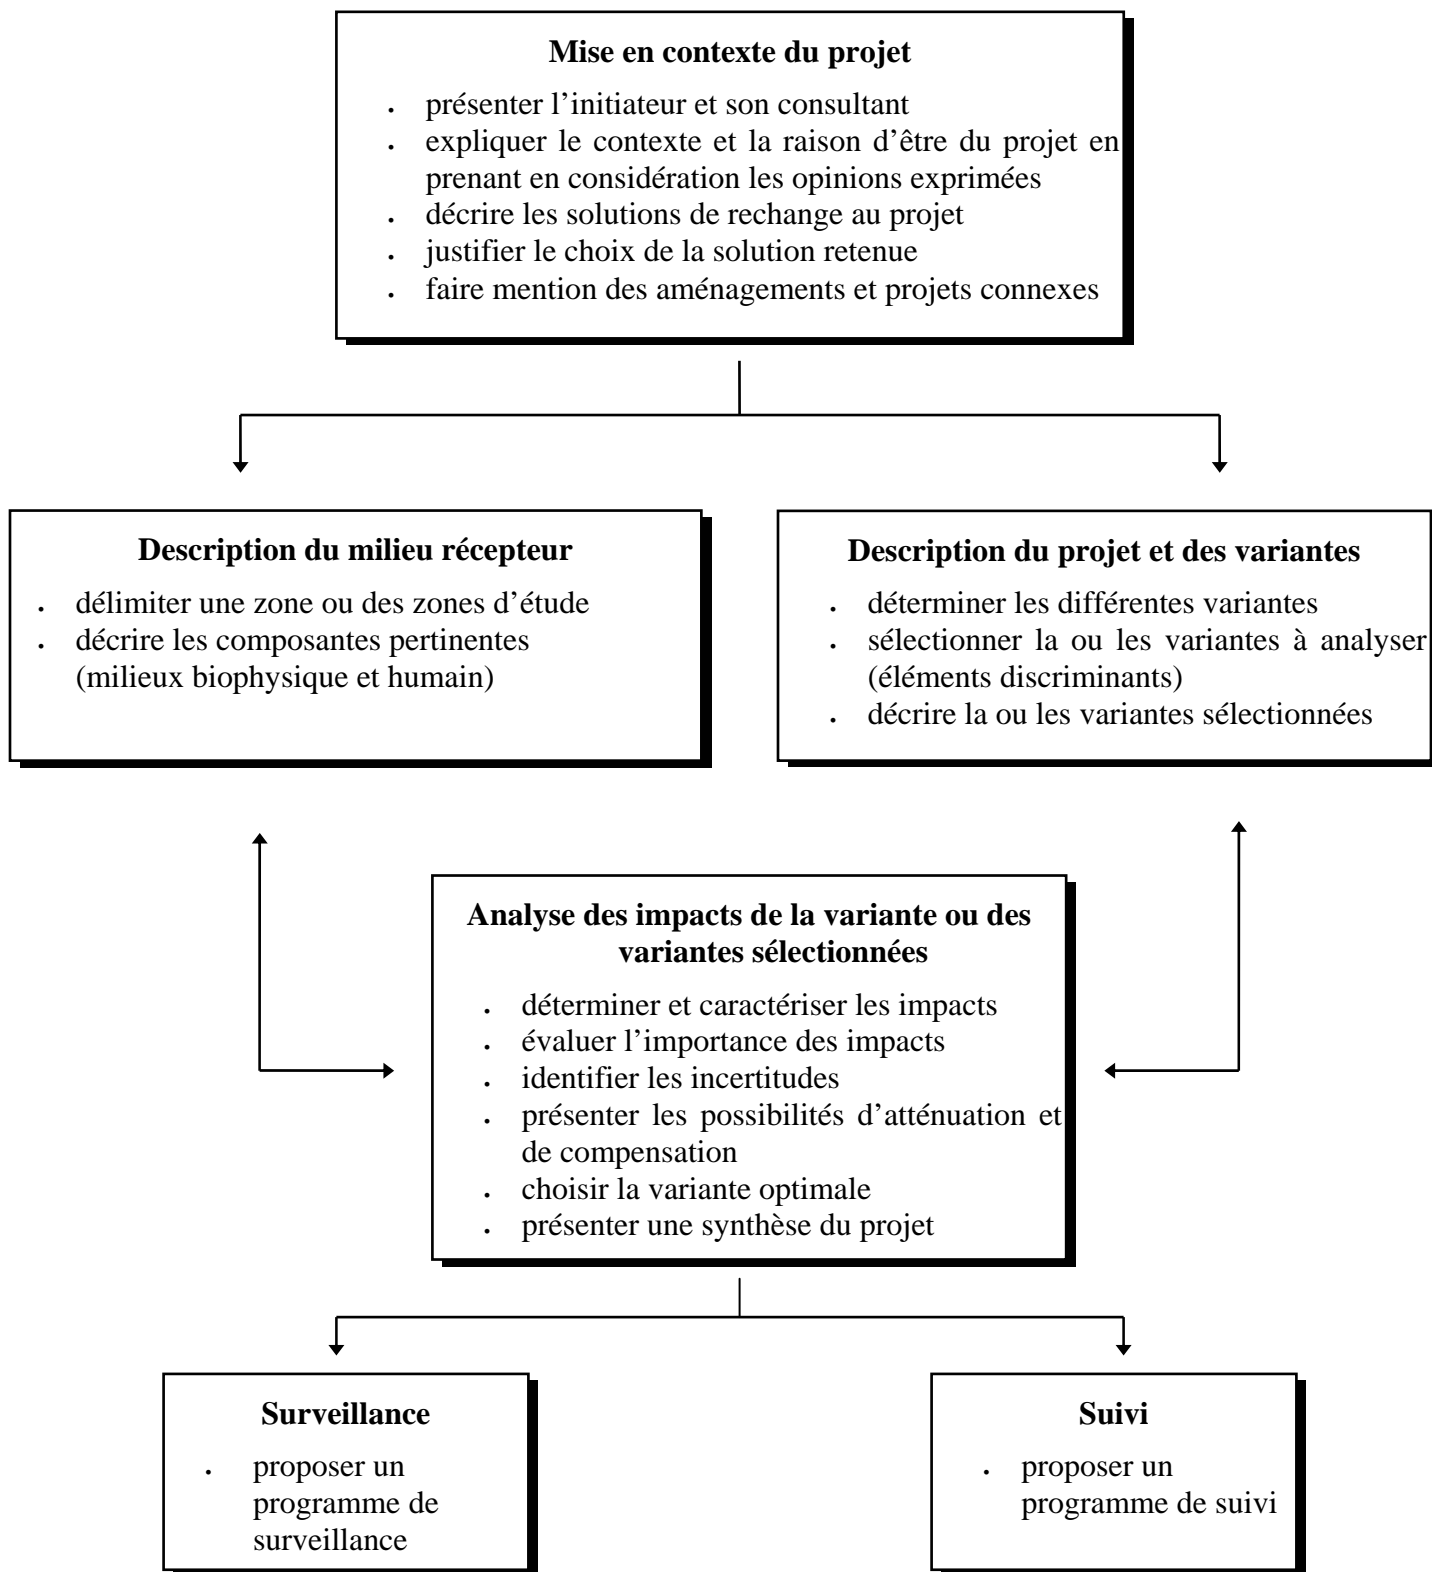 Mise en contexte du projet
. présenter l’initiateur et son consultant
. expliquer le contexte et la raison d’être du projet en
prenant en considération les opinions exprimées
. décrire les solutions de rechange au projet
. justifier le choix de la solution retenue
. faire mention des aménagements et projets connexes
Description du milieu récepteur
. délimiter une zone ou des zones d’étude
. décrire les composantes pertinentes
(milieux biophysique et humain)
Description du projet et des variantes
. déterminer les différentes variantes
. sélectionner la ou les variantes à analyser
(éléments discriminants)
. décrire la ou les variantes sélectionnées
Analyse des impacts de la variante ou des
variantes sélectionnées
. déterminer et caractériser les impacts
. évaluer l’importance des impacts
. identifier les incertitudes
. présenter les possibilités d’atténuation et
de compensation
. choisir la variante optimale
. présenter une synthèse du projet
Surveillance
. proposer un
programme de
surveillance
Suivi
. proposer un
programme de suivi